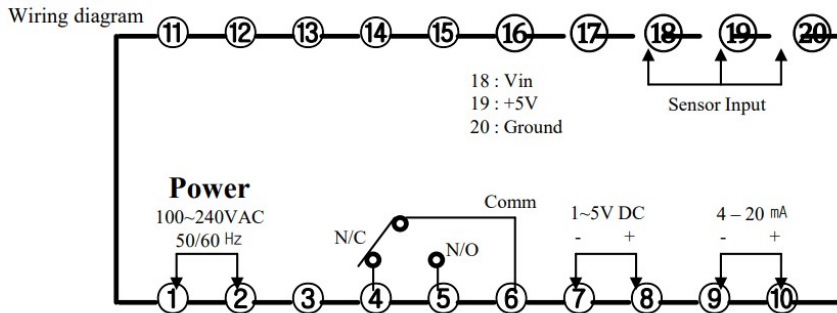 Wiring diagram
⑪ ⑫ ⑬ ⑭ ⑮ ⑯ ⑰ ⑱ ⑲ ⑳
18 : Vin
19 : +5V
20 : Ground
Sensor Input
Power
100~240VAC
50/60 Hz
N/C
N/O
Comm
1~5V DC
- +
4 – 20 mA
- +
① ② ③ ④ ⑤ ⑥ ⑦ ⑧ ⑨ ⑩